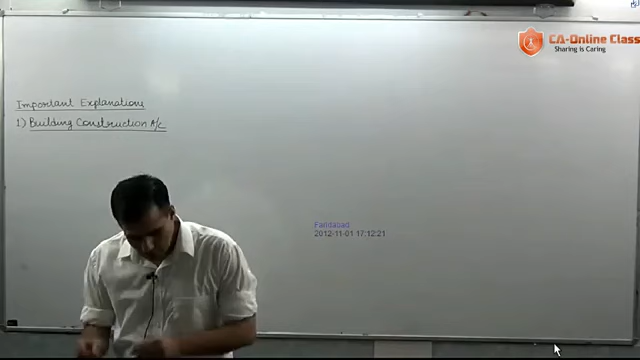 CA-Online Class
Sharing is Caring
Important Explanations
1) Building Construction A/c
Faridabad
2012-11-01 17:12:21